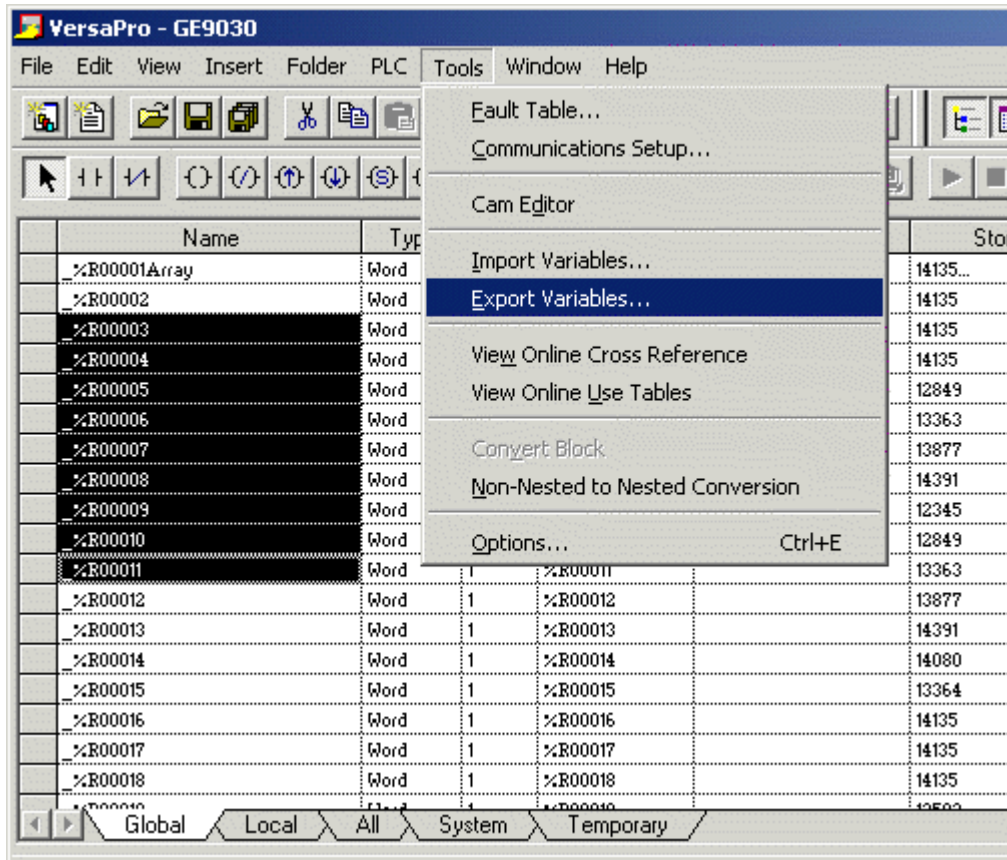 VersaPro - GE9030
File Edit View Insert Folder PLC Tools Window Help
Fault Table...
Communications Setup...
Cam Editor
Import Variables...
Export Variables...
View Online Cross Reference
View Online Use Tables
Convert Block
Non-Nested to Nested Conversion
Options... Ctrl+E
Name Typ Sto
_%R00001Array Word 14135...
_%R00002 Word 14135
_%R00003 Word 14135
_%R00004 Word 14135
_%R00005 Word 12849
_%R00006 Word 13363
_%R00007 Word 13877
_%R00008 Word 14391
_%R00009 Word 12345
_%R00010 Word 12849
_%R00011 Word 1 %R00011 13363
_%R00012 Word 1 %R00012 13877
_%R00013 Word 1 %R00013 14391
_%R00014 Word 1 %R00014 14080
_%R00015 Word 1 %R00015 13364
_%R00016 Word 1 %R00016 14135
_%R00017 Word 1 %R00017 14135
_%R00018 Word 1 %R00018 14135
Global Local All System Temporary